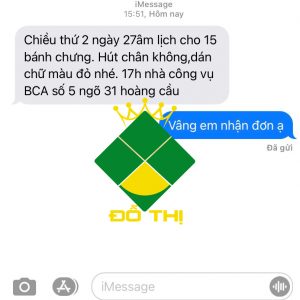 iMessage
15:51, Hôm nay
Chiều thứ 2 ngày 27âm lịch cho 15
bánh chưng. Hút chân không,dán
chữ màu đỏ nhé. 17h nhà công vụ
BCA số 5 ngõ 31 hoàng cầu
Vâng em nhận đơn ạ
Đã gửi
ĐÔ THỊ
iMessage